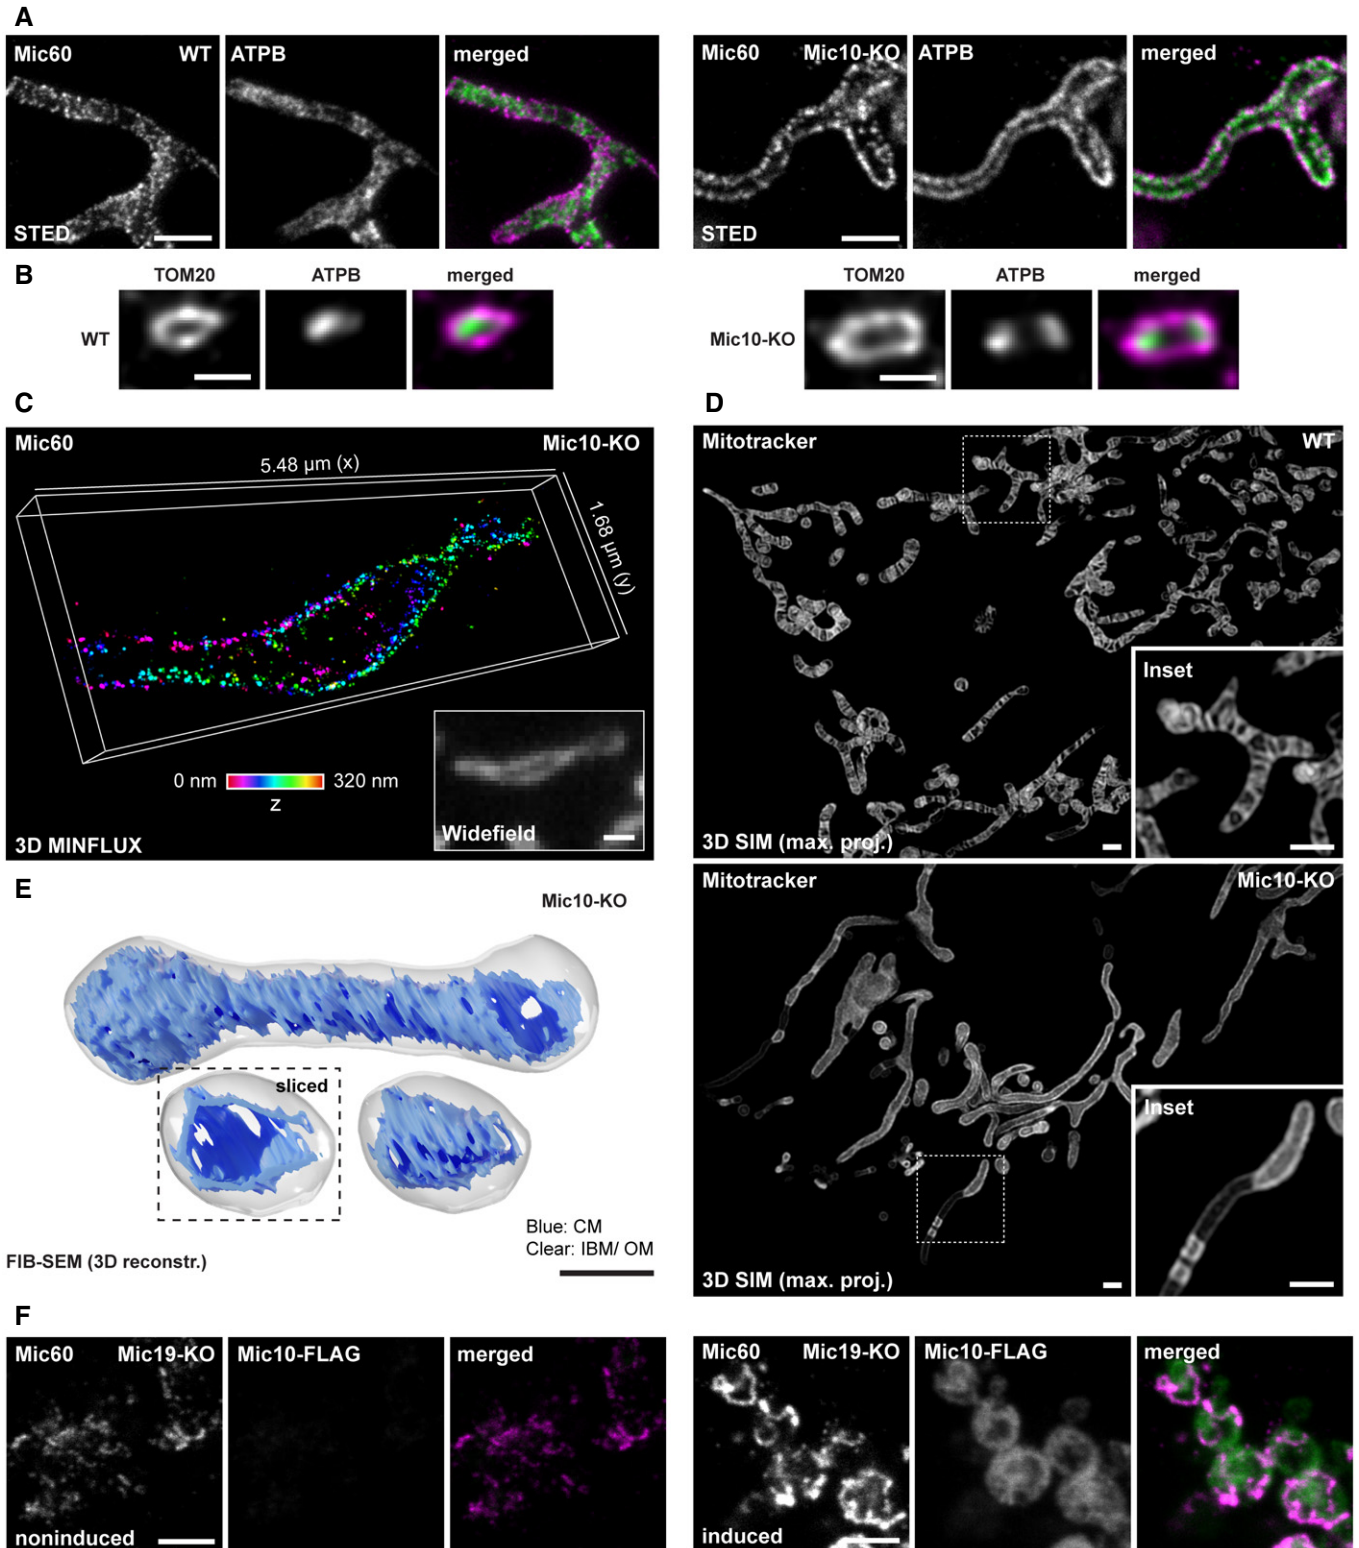 A
Mic60 WT ATPB merged
STED
Mic60 Mic10-KO ATPB merged
STED
B
TOM20 ATPB merged
WT
TOM20 ATPB merged
Mic10-KO
C
Mic60 Mic10-KO
5.48 µm (x)
1.68 µm (y)
0 nm 320 nm
z
Widefield
3D MINFLUX
D
Mitotracker WT
Inset
3D SIM (max. proj.)
Mitotracker Mic10-KO
Inset
3D SIM (max. proj.)
E
Mic10-KO
sliced
Blue: CM
Clear: IBM/ OM
FIB-SEM (3D reconstr.)
F
Mic60 Mic19-KO Mic10-FLAG merged
noninduced
Mic60 Mic19-KO Mic10-FLAG merged
induced